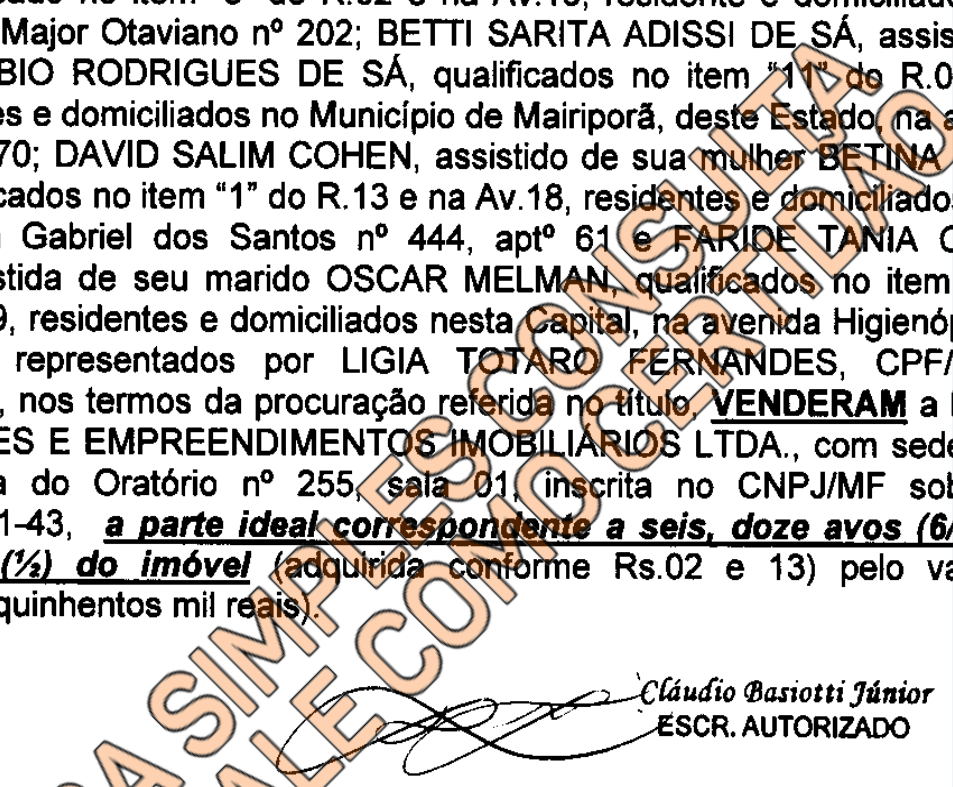 Major Otaviano nº 202; BETTI SARITA ADISSI DE SÁ, assis
BIO RODRIGUES DE SÁ, qualificados no item "11" do R.0
es e domiciliados no Município de Mairiporã, deste Estado, na a
70; DAVID SALIM COHEN, assistido de sua mulher BETINA
cados no item "1" do R.13 e na Av.18, residentes e domiciliados
Gabriel dos Santos nº 444, aptº 61 e FARIDE TANIA C
stida de seu marido OSCAR MELMAN, qualificados no item
9, residentes e domiciliados nesta Capital, na avenida Higienóp
representados por LIGIA TOTARO FERNANDES, CPF/
, nos termos da procuração referida no título, VENDERAM a
ES E EMPREENDIMENTOS IMOBILIÁRIOS LTDA., com sede
a do Oratório nº 255, sala 01, inscrita no CNPJ/MF sob
1-43, a parte ideal correspondente a seis, doze avos (6/
(½) do imóvel (adquirida conforme Rs.02 e 13) pelo va
quinhentos mil reais).
Cláudio Basiotti Júnior
ESCR. AUTORIZADO
A SIMPLES CONSULTA
ALE COMO CERTIDÃO